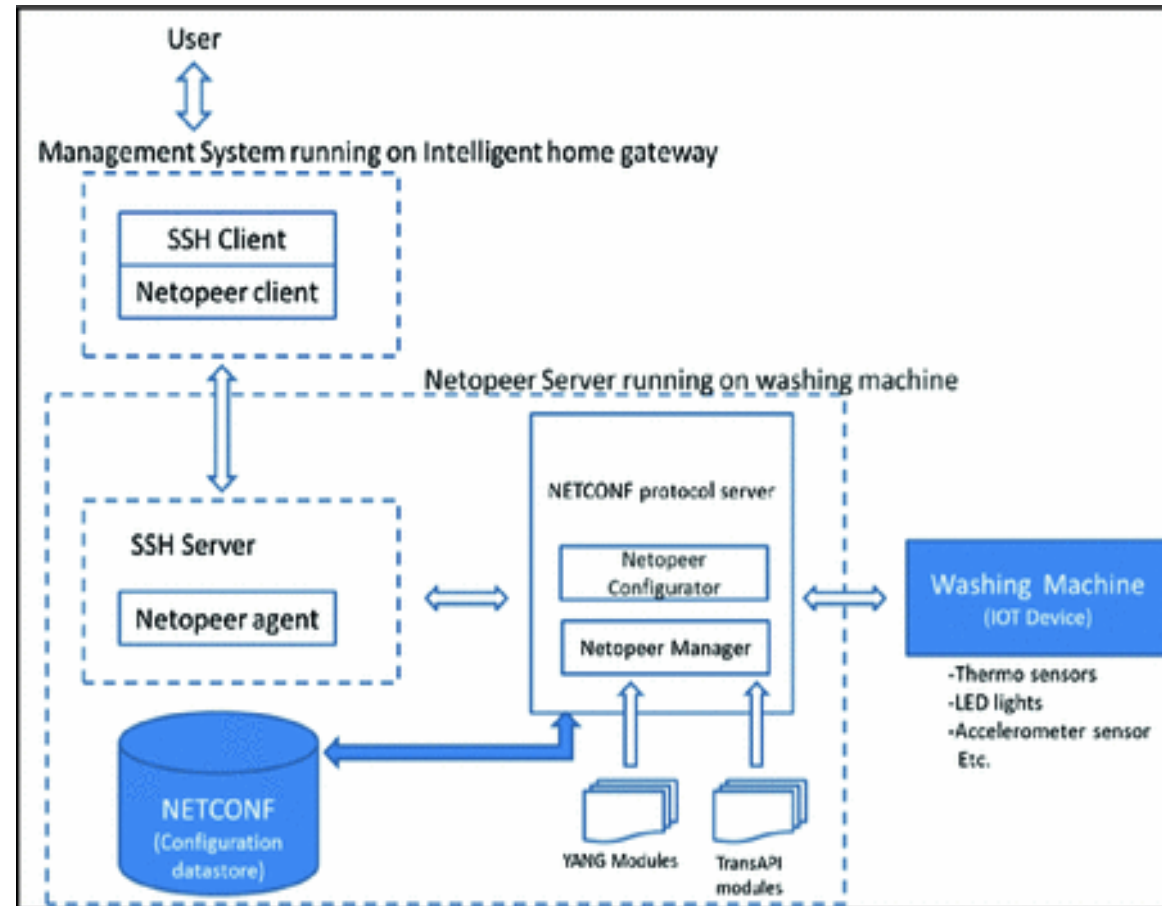 User
Management System running on Intelligent home gateway
SSH Client
Netopeer client
Netopeer Server running on washing machine
NETCONF protocol server
Netopeer
Configurator
Netopeer Manager
SSH Server
Netopeer agent
Washing Machine
(IOT Device)
-Thermo sensors
-LED lights
-Accelerometer sensor
Etc.
NETCONF
(Configuration
datastore)
YANG Modules
TransAPI
modules